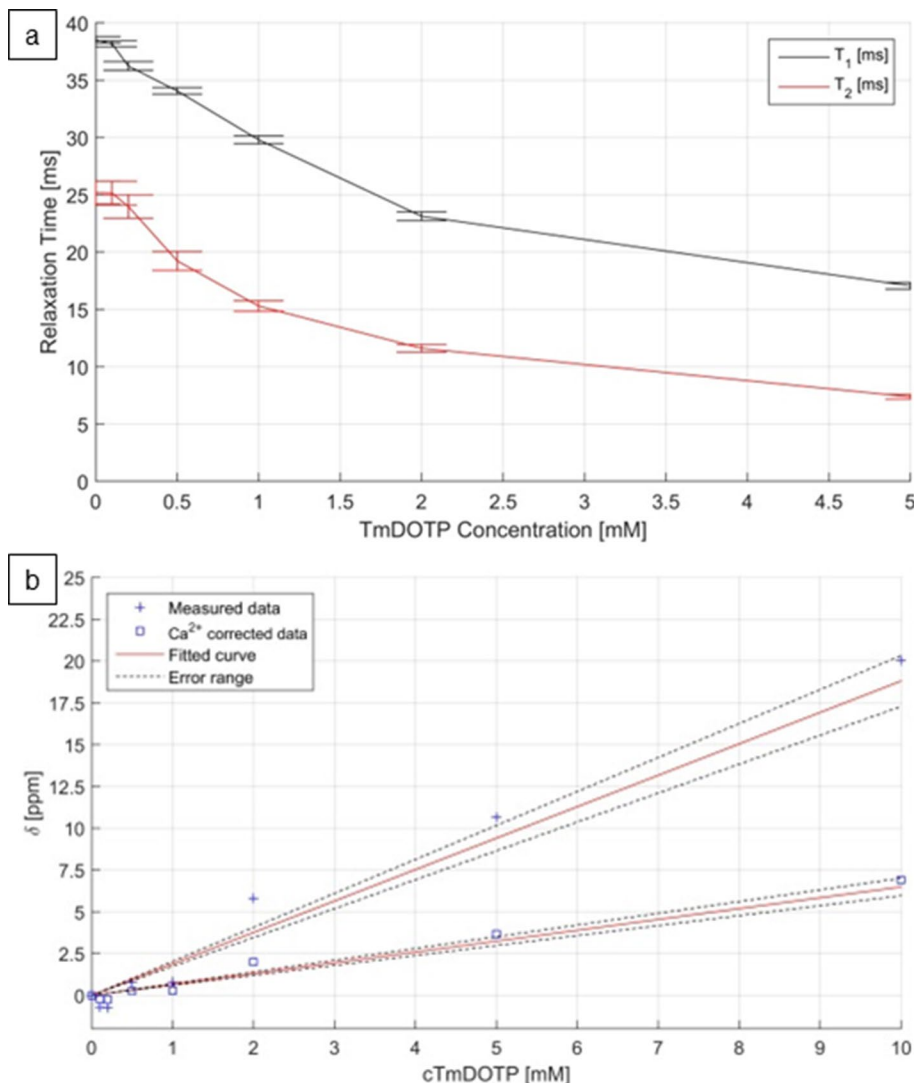 a
40
35
30
25
20
15
10
5
0
Relaxation Time [ms]
T1 [ms]
T2 [ms]
0 0.5 1 1.5 2 2.5 3 3.5 4 4.5 5
TmDOTP Concentration [mM]
b
25
22.5
20
17.5
15
12.5
10
7.5
5
2.5
0
δ [ppm]
Measured data
Ca2+ corrected data
Fitted curve
Error range
0 1 2 3 4 5 6 7 8 9 10
cTmDOTP [mM]